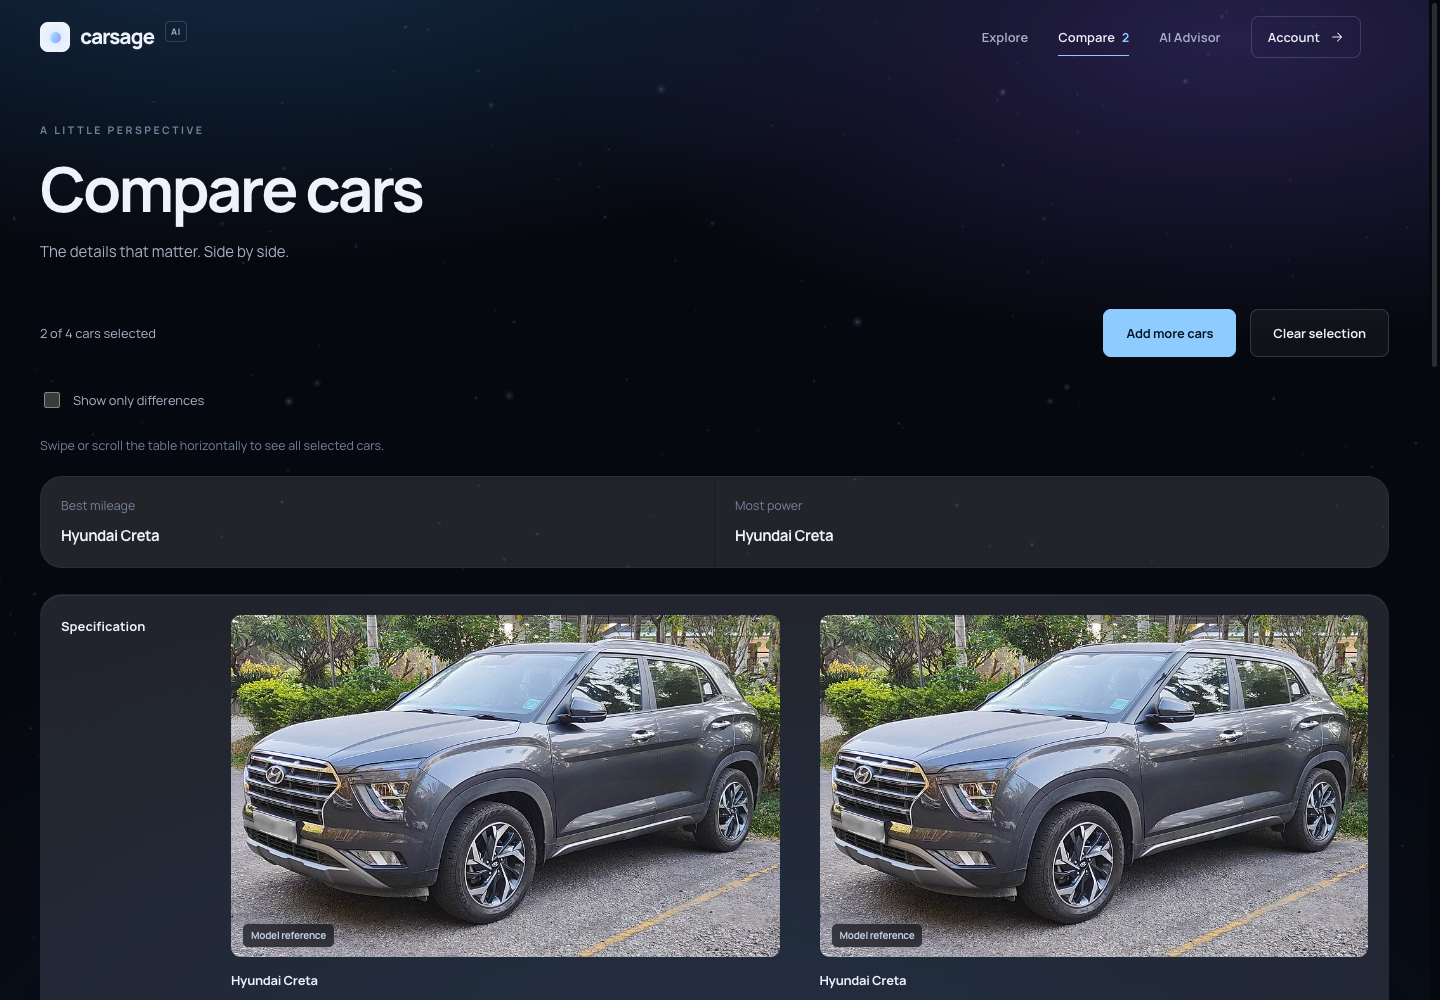 carsage AI
Explore Compare 2 AI Advisor Account →
A LITTLE PERSPECTIVE
Compare cars
The details that matter. Side by side.
2 of 4 cars selected
Add more cars Clear selection
Show only differences
Swipe or scroll the table horizontally to see all selected cars.
Best mileage Most power
Hyundai Creta Hyundai Creta
Specification
Model reference Model reference
Hyundai Creta Hyundai Creta